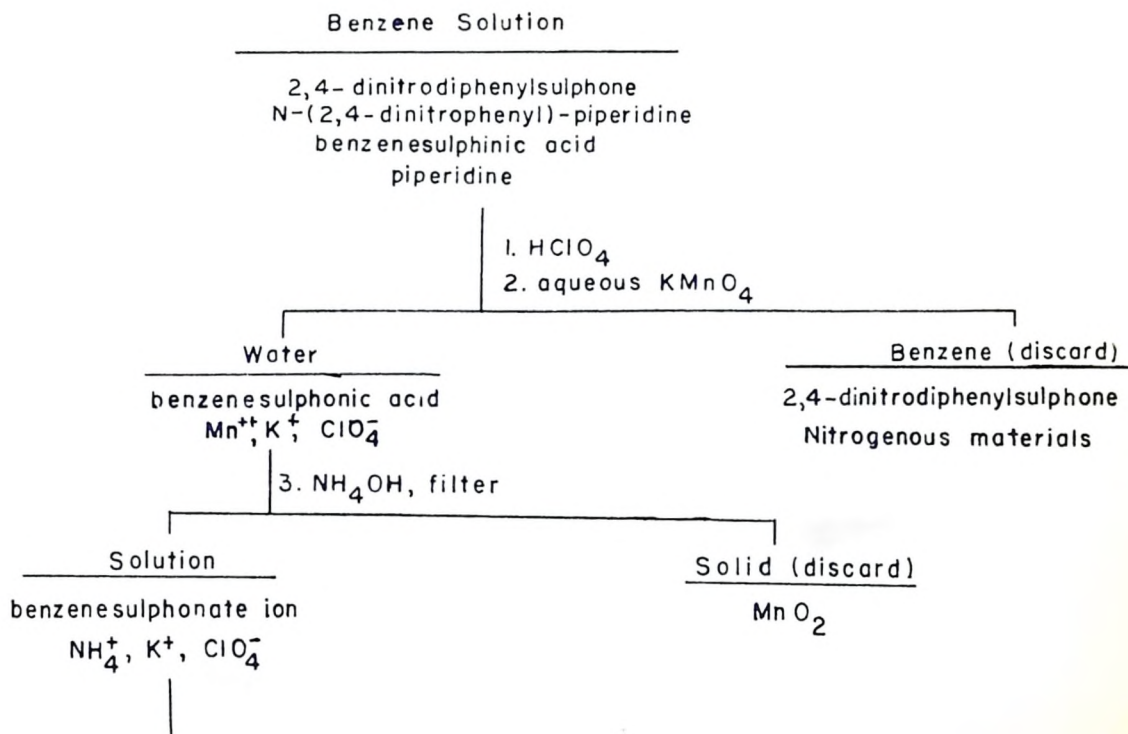 Benzene Solution
2,4- dinitrodiphenylsulphone
N-(2,4-dinitrophenyl)-piperidine
benzenesulphinic acid
piperidine
1. HClO₄
2. aqueous KMnO₄
Water
benzenesulphonic acid
Mn⁺⁺, K⁺, ClO₄⁻
Benzene (discard)
2,4-dinitrodiphenylsulphone
Nitrogenous materials
3. NH₄OH, filter
Solution
benzenesulphonate ion
NH₄⁺, K⁺, ClO₄⁻
Solid (discard)
MnO₂